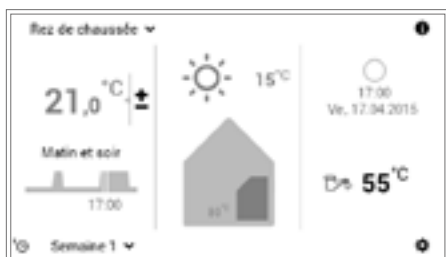 Rez de chaussée
21,0 °C ±
15°C
17:00
Ve, 17.04.2015
Matin et soir
17:00
55°C
Semaine 1